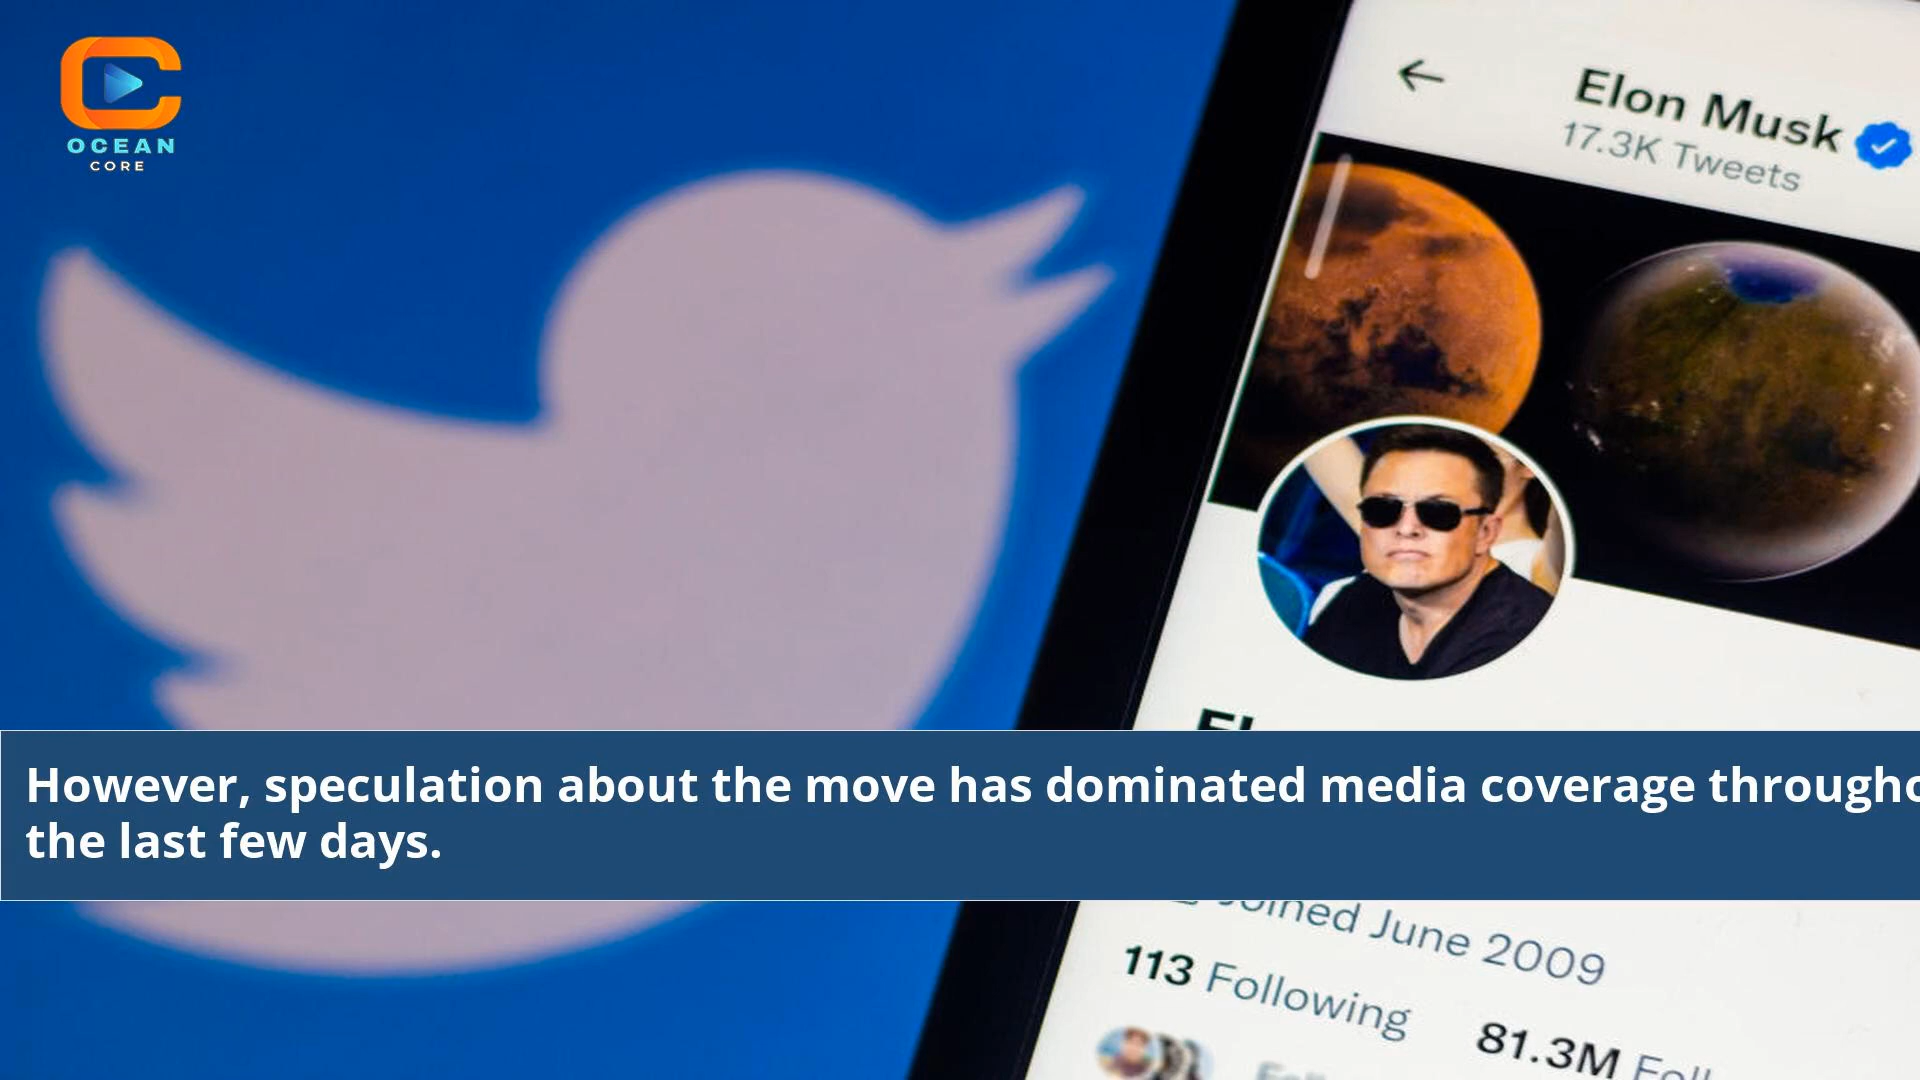 OCEAN
CORE
Elon Musk
17.3K Tweets
However, speculation about the move has dominated media coverage
the last few days.
Joined June 2009
113 Following 81.3M